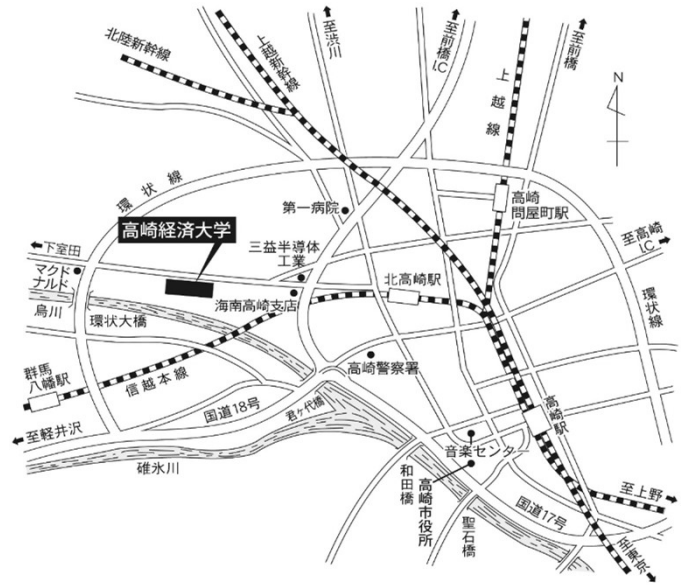 北陸新幹線
上越新幹線
至渋川
至前橋
I.C
上越線
至前橋
N
環状線
第一病院
高崎
問屋町駅
高崎経済大学
三益半導体
工業
至高崎
I.C
下室田
マクド
ナルド
北高崎駅
海南高崎支店
烏川
環状大橋
環状線
群馬
八幡駅
信越本線
高崎警察署
国道18号
君ヶ代橋
高崎駅
至軽井沢
音楽センター
碓氷川
和田橋
高崎市役所
聖石橋
国道17号
至上野
至東京